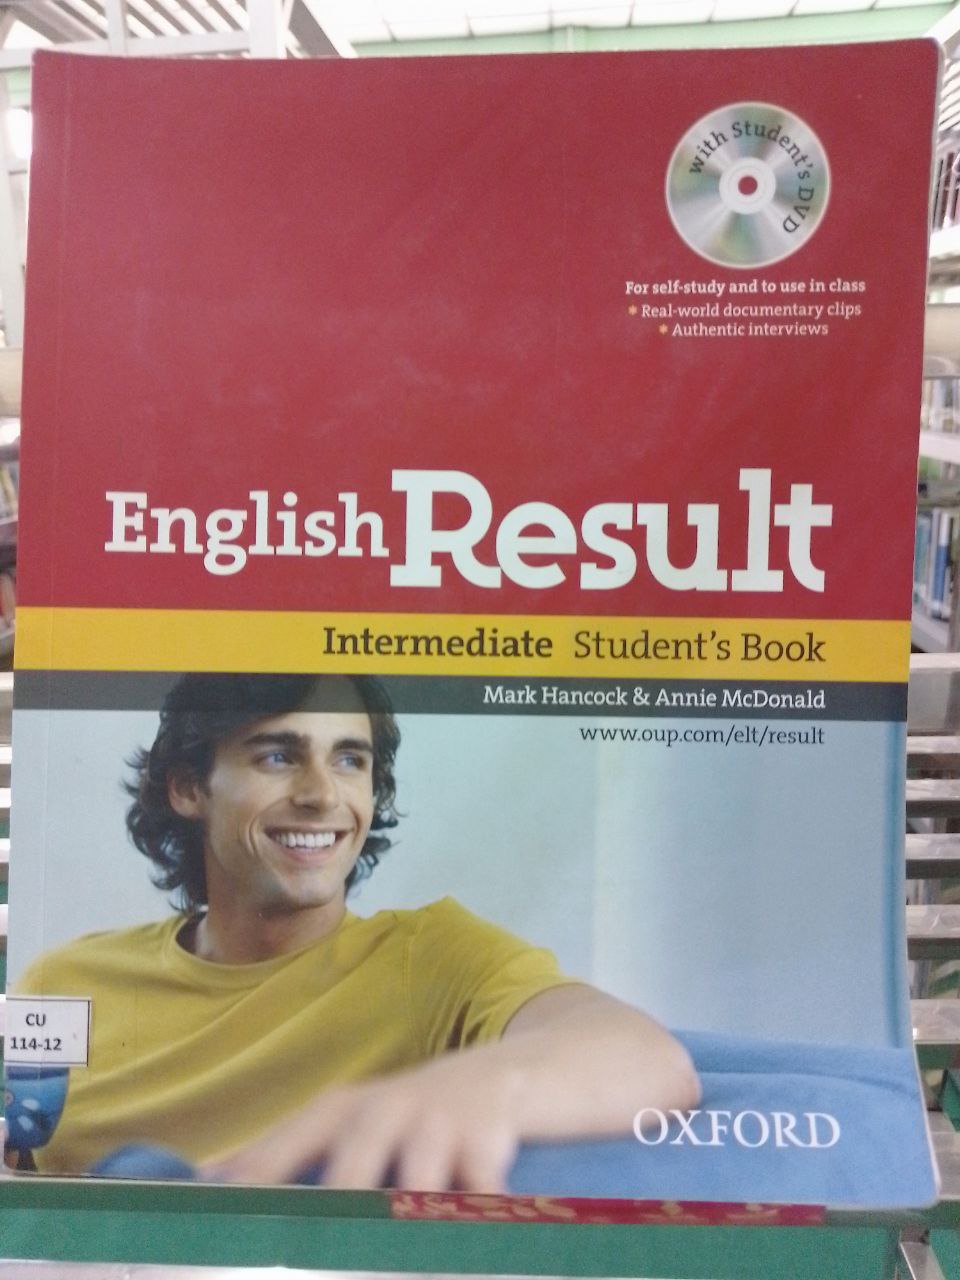 with Student's DVD
For self-study and to use in class
* Real-world documentary clips
* Authentic interviews
English Result
Intermediate Student's Book
Mark Hancock & Annie McDonald
www.oup.com/elt/result
CU
114-12
OXFORD